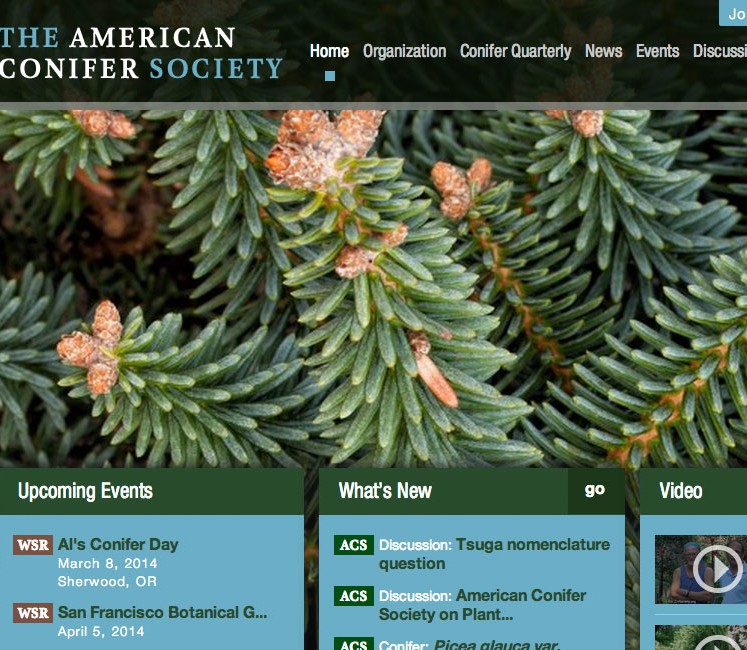 Jo
THE AMERICAN
CONIFER SOCIETY
Home Organization Conifer Quarterly News Events Discussi
Upcoming Events
WSR Al's Conifer Day
March 8, 2014
Sherwood, OR
WSR San Francisco Botanical G...
April 5, 2014
What's New
go
ACS Discussion: Tsuga nomenclature
question
ACS Discussion: American Conifer
Society on Plant...
ACS Conifer: Picea glauca var.
Video